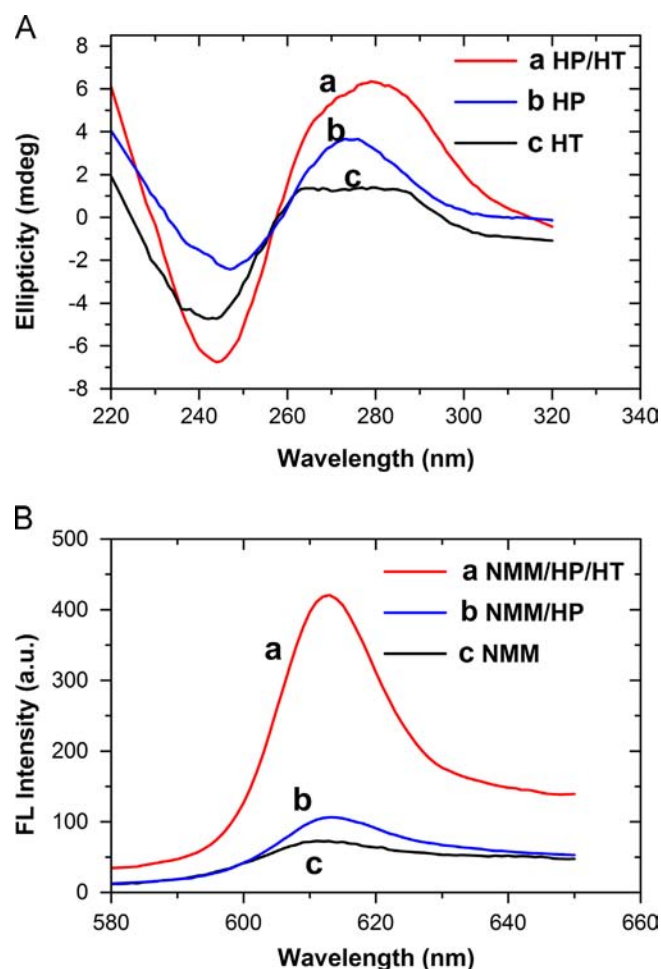 A
a HP/HT
b HP
c HT
a
b
c
6
4
2
0
-2
-4
-6
-8
Ellipticity (mdeg)
220 240 260 280 300 320 340
Wavelength (nm)
B
500
400
300
200
100
0
a NMM/HP/HT
b NMM/HP
c NMM
a
b
c
FL Intensity (a.u.)
580 600 620 640 660
Wavelength (nm)